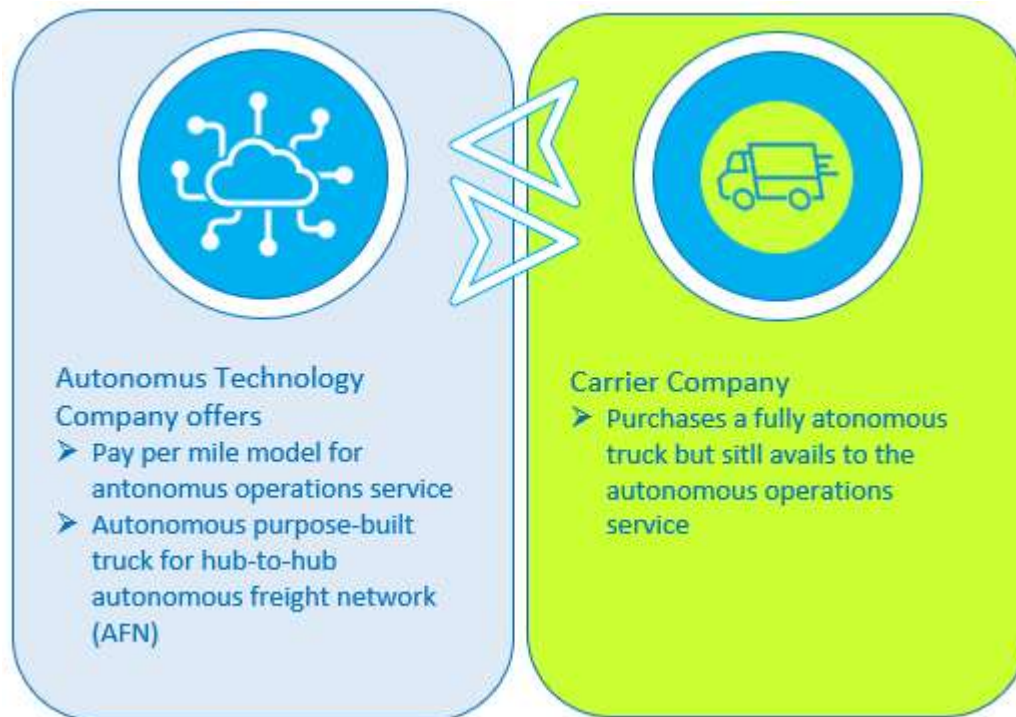 Autonomus Technology
Company offers
➢ Pay per mile model for
antonomus operations service
➢ Autonomous purpose-built
truck for hub-to-hub
autonomous freight network
(AFN)
Carrier Company
➢ Purchases a fully atonomous
truck but sitll avails to the
autonomous operations
service